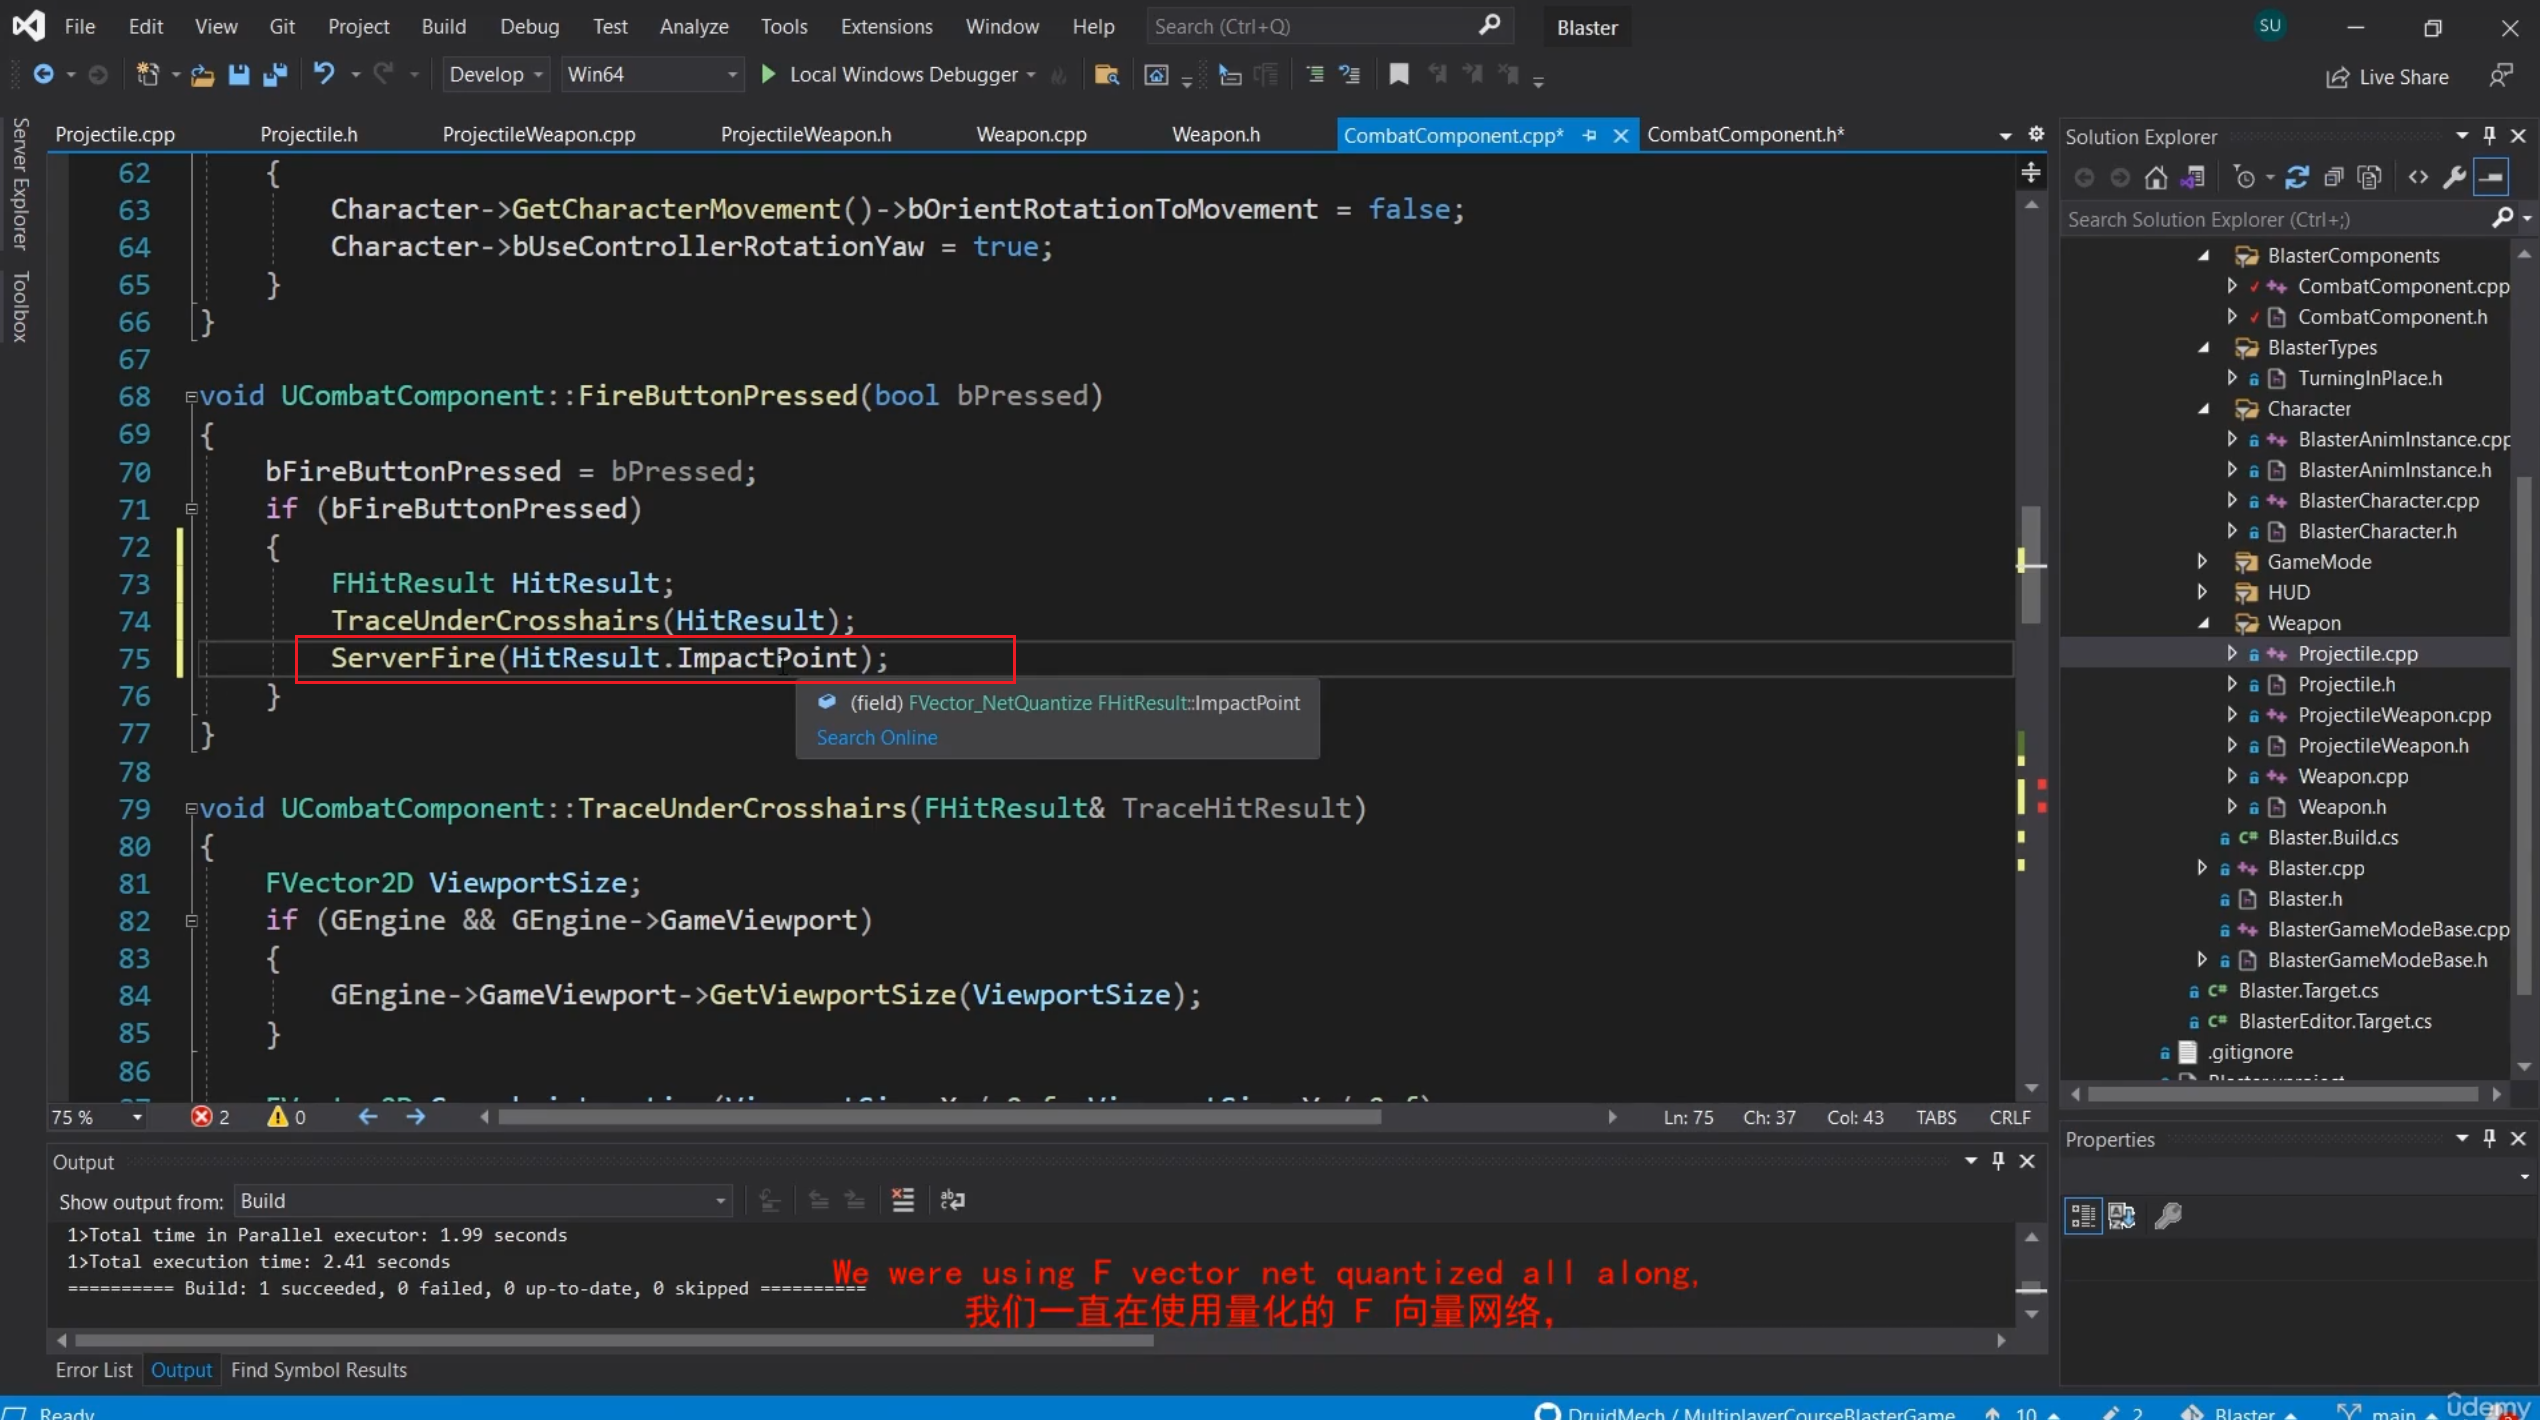 File Edit View Git Project Build Debug Test Analyze Tools Extensions Window Help Search (Ctrl+Q) Blaster SU
Develop Win64 Local Windows Debugger Live Share
Server Explorer
Toolbox
Projectile.cpp Projectile.h ProjectileWeapon.cpp ProjectileWeapon.h Weapon.cpp Weapon.h CombatComponent.cpp* CombatComponent.h*
62 {
63 Character->GetCharacterMovement()->bOrientRotationToMovement = false;
64 Character->bUseControllerRotationYaw = true;
65 }
66 }
67
68 void UCombatComponent::FireButtonPressed(bool bPressed)
69 {
70 bFireButtonPressed = bPressed;
71 if (bFireButtonPressed)
72 {
73 FHitResult HitResult;
74 TraceUnderCrosshairs(HitResult);
75 ServerFire(HitResult.ImpactPoint);
76 }
(field) FVector_NetQuantize FHitResult::ImpactPoint
Search Online
77 }
78
79 void UCombatComponent::TraceUnderCrosshairs(FHitResult& TraceHitResult)
80 {
81 FVector2D ViewportSize;
82 if (GEngine && GEngine->GameViewport)
83 {
84 GEngine->GameViewport->GetViewportSize(ViewportSize);
85 }
86
75 % 2 0 Ln: 75 Ch: 37 Col: 43 TABS CRLF
Output
Show output from: Build
1>Total time in Parallel executor: 1.99 seconds
1>Total execution time: 2.41 seconds
========== Build: 1 succeeded, 0 failed, 0 up-to-date, 0 skipped ==========
We were using F vector net quantized all along,
我们一直在使用量化的 F 向量网络，
Error List Output Find Symbol Results
Solution Explorer
Search Solution Explorer (Ctrl+;)
BlasterComponents
CombatComponent.cpp
CombatComponent.h
BlasterTypes
TurningInPlace.h
Character
BlasterAnimInstance.cpp
BlasterAnimInstance.h
BlasterCharacter.cpp
BlasterCharacter.h
GameMode
HUD
Weapon
Projectile.cpp
Projectile.h
ProjectileWeapon.cpp
ProjectileWeapon.h
Weapon.cpp
Weapon.h
C# Blaster.Build.cs
Blaster.cpp
Blaster.h
BlasterGameModeBase.cpp
BlasterGameModeBase.h
C# Blaster.Target.cs
C# BlasterEditor.Target.cs
.gitignore
Properties
Ready DruidMech / MultiplayerCourseBlasterGame 10 2 Blaster main
ûdemy